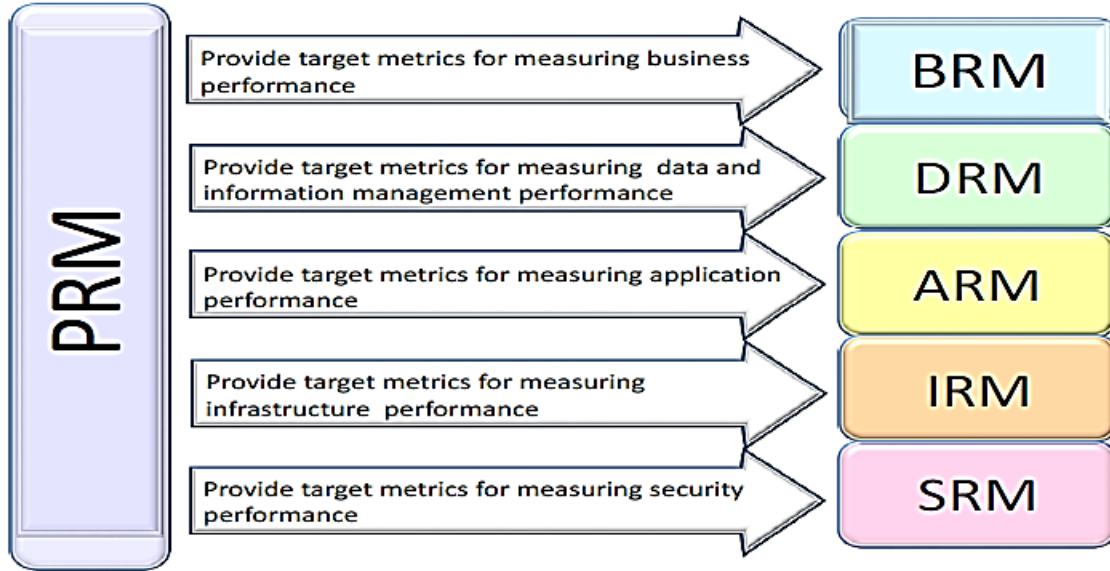 PRM
Provide target metrics for measuring business
performance
BRM
Provide target metrics for measuring data and
information management performance
DRM
Provide target metrics for measuring application
performance
ARM
Provide target metrics for measuring
infrastructure performance
IRM
Provide target metrics for measuring security
performance
SRM